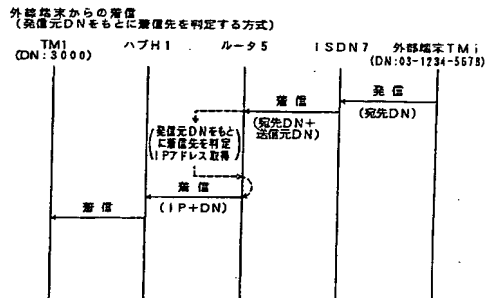 外部端末からの着信
(発信元DNをもとに着信先を判定する方式)
TM1
(DN:3000)
ハブH1
ルータ5
ISDN7
外部端末TMi
(DN:03-1234-5678)
発信
(宛先DN)
着信
(宛先DN+
送信元DN)
(発信元DNをもと
に着信先を判定
IPアドレス取得)
着信
(IP+DN)
着信